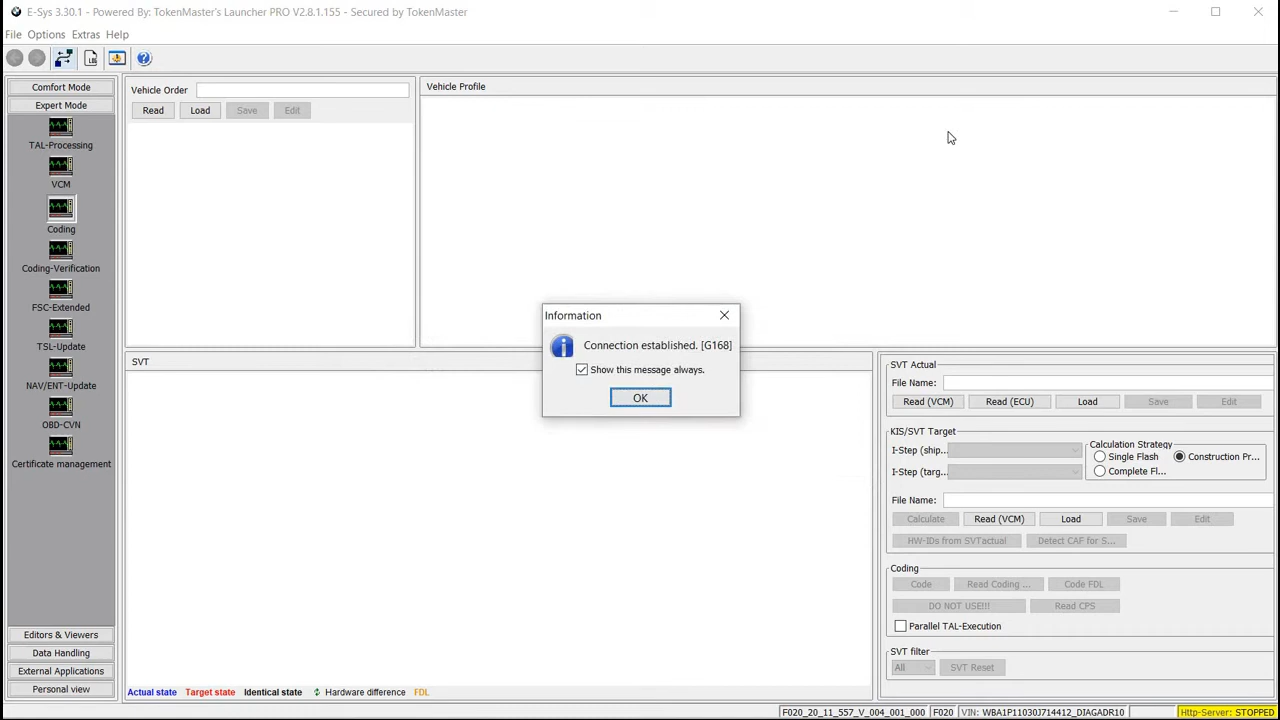 E-Sys 3.30.1 - Powered By: TokenMaster's Launcher PRO V2.8.1.155 - Secured by TokenMaster
File Options Extras Help
Comfort Mode
Expert Mode
TAL-Processing
VCM
Coding
Coding-Verification
FSC-Extended
TSL-Update
NAV/ENT-Update
OBD-CVN
Certificate management
Editors & Viewers
Data Handling
External Applications
Personal view
Vehicle Order
Read Load Save Edit
Vehicle Profile
Information
Connection established. [G168]
Show this message always.
OK
SVT
Actual state Target state Identical state Hardware difference FDL
SVT Actual
File Name:
Read (VCM) Read (ECU) Load Save Edit
KIS/SVT Target
I-Step (ship...
I-Step (targ...
Calculation Strategy
Single Flash Construction Pr...
Complete Fl...
File Name:
Calculate Read (VCM) Load Save Edit
HW-IDs from SVTactual Detect CAF for S...
Coding
Code Read Coding ... Code FDL
DO NOT USE!!! Read CPS
Parallel TAL-Execution
SVT filter
All SVT Reset
F020_20_11_557_V_004_001_000 F020 VIN: WBA1P11030J714412_DIAGADR10 Http-Server: STOPPED